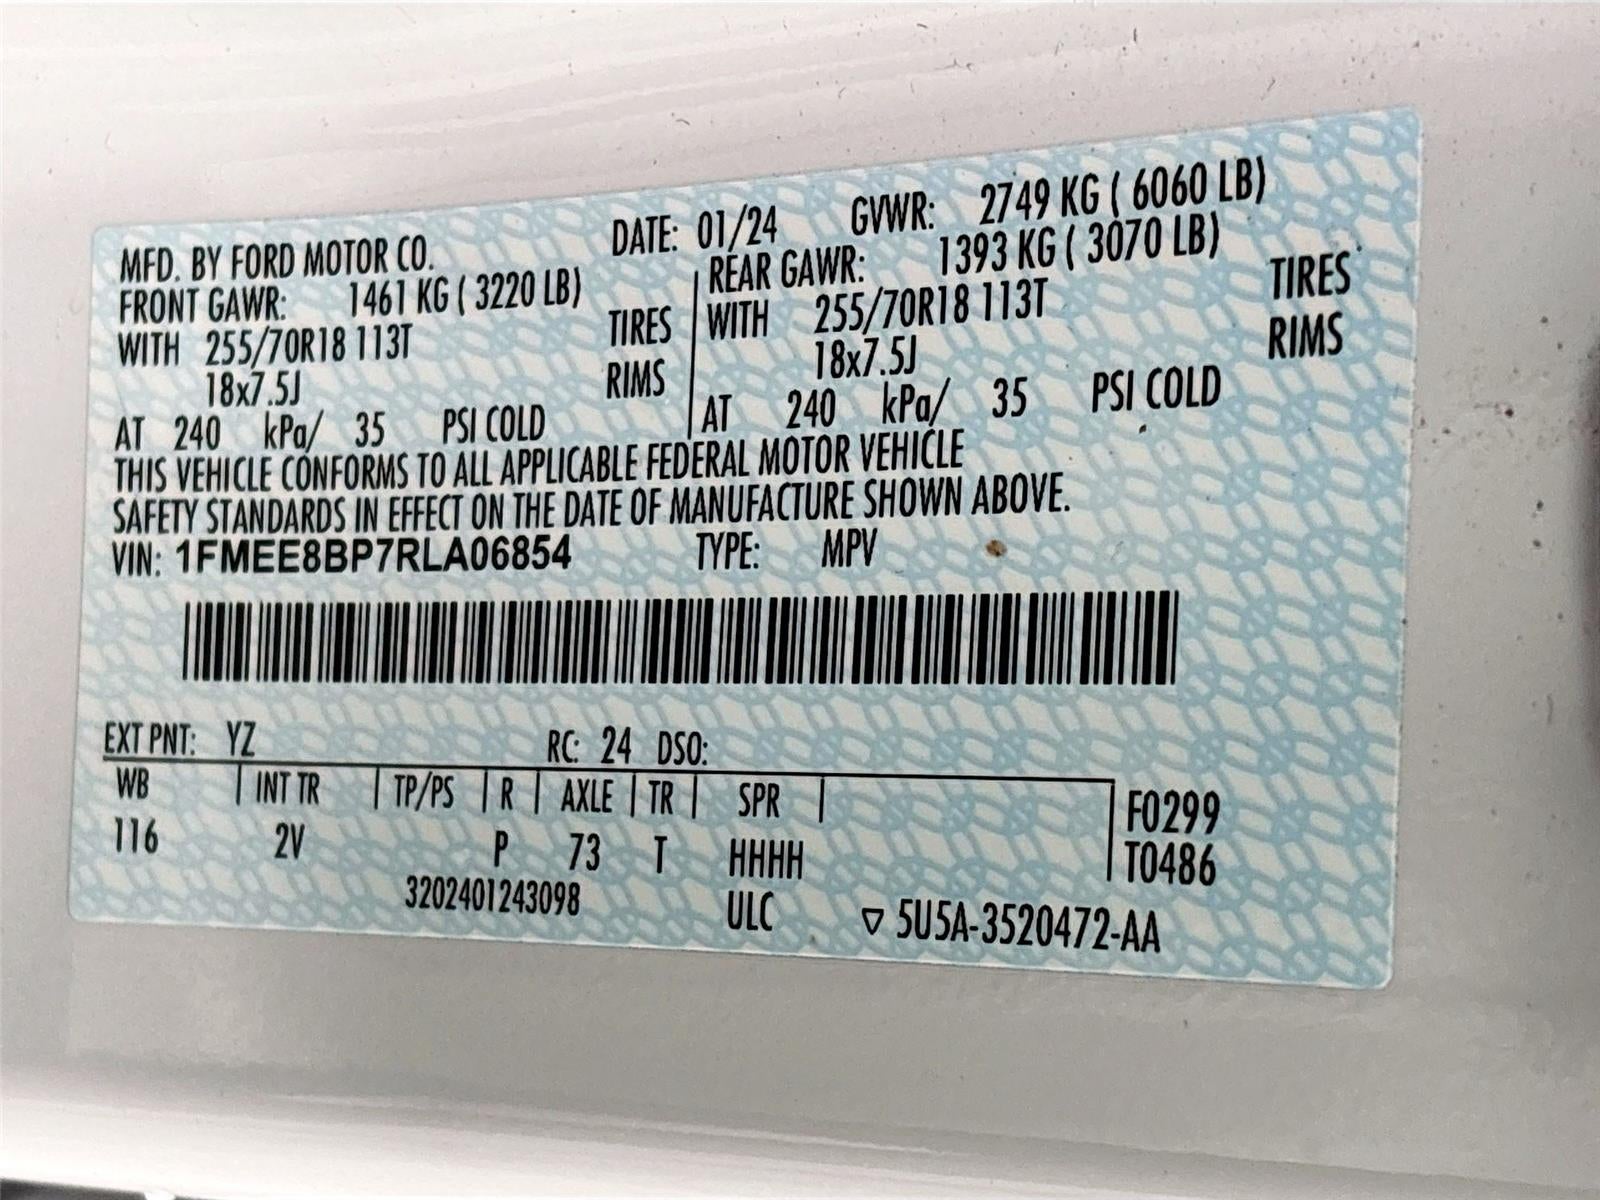 MFD. BY FORD MOTOR CO. DATE: 01/24 GVWR: 2749 KG ( 6060 LB)
FRONT GAWR: 1461 KG ( 3220 LB) REAR GAWR: 1393 KG ( 3070 LB)
WITH 255/70R18 113T TIRES WITH 255/70R18 113T TIRES
18x7.5J RIMS 18x7.5J RIMS
AT 240 kPa/ 35 PSI COLD AT 240 kPa/ 35 PSI COLD
THIS VEHICLE CONFORMS TO ALL APPLICABLE FEDERAL MOTOR VEHICLE
SAFETY STANDARDS IN EFFECT ON THE DATE OF MANUFACTURE SHOWN ABOVE.
VIN: 1FMEE8BP7RLA06854 TYPE: MPV
EXT PNT: YZ RC: 24 DSO:
WB INT TR TP/PS R AXLE TR SPR F0299
116 2V P 73 T HHHH T0486
3202401243098 ULC ▽ 5U5A-3520472-AA